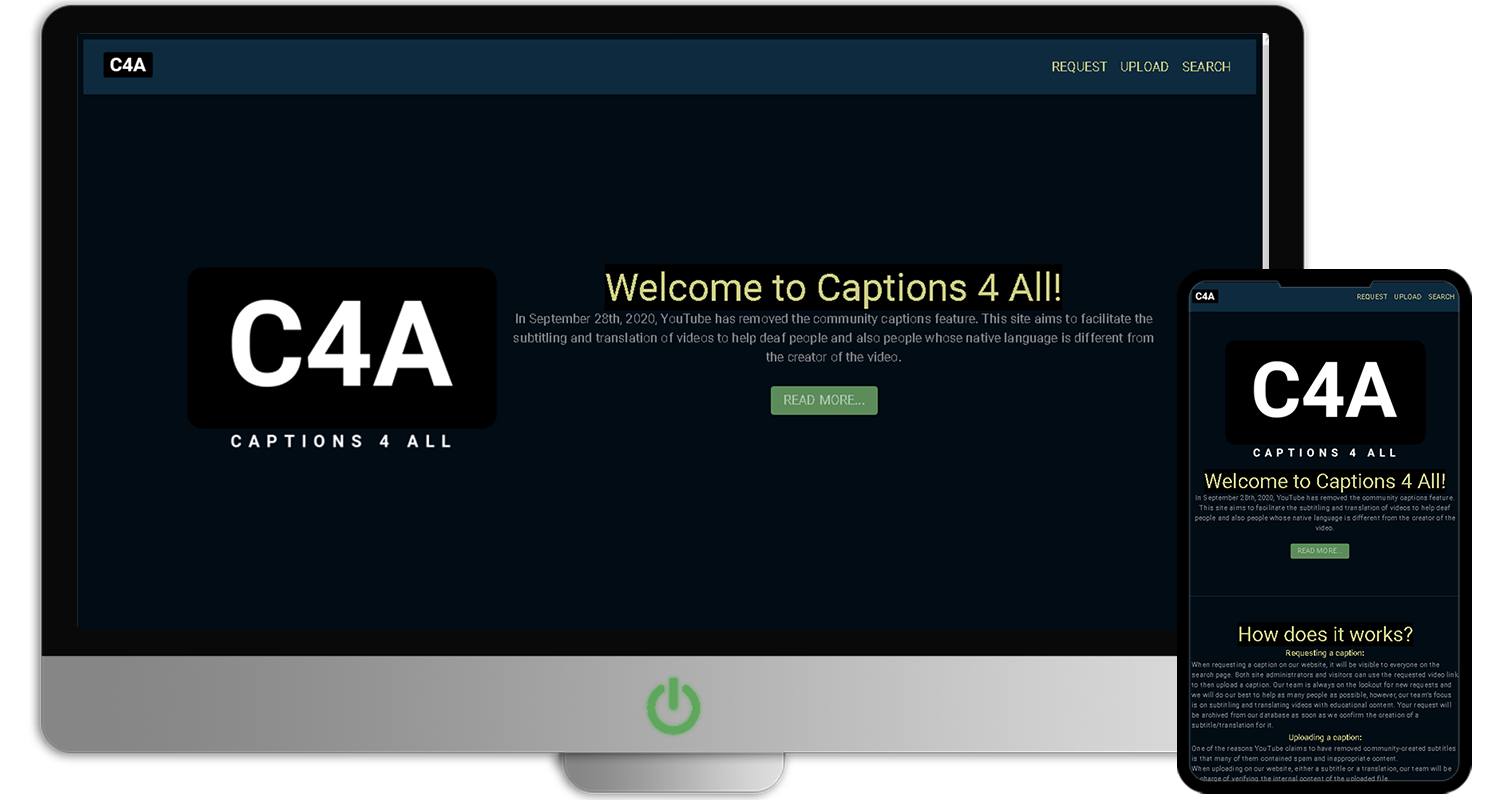 C4A
REQUEST UPLOAD SEARCH
C4A
CAPTIONS 4 ALL
Welcome to Captions 4 All!
In September 28th, 2020, YouTube has removed the community captions feature. This site aims to facilitate the
subtitling and translation of videos to help deaf people and also people whose native language is different from
the creator of the video.
READ MORE...
C4A
REQUEST UPLOAD SEARCH
C4A
CAPTIONS 4 ALL
Welcome to Captions 4 All!
In September 28th, 2020, YouTube has removed the community captions feature.
This site aims to facilitate the subtitling and translation of videos to help deaf
people and also people whose native language is different from the creator of the
video.
READ MORE...
How does it works?
Requesting a caption:
When requesting a caption on our website, it will be visible to everyone on the
search page. Both site administrators and visitors can use the requested video link
to then upload a caption. Our team is always on the lookout for new requests and
we will do our best to help as many people as possible, however, our team's focus
is on subtitling and translating videos with educational content. Your request will
be archived from our database as soon as we confirm the creation of a
subtitle/translation for it.
Uploading a caption:
One of the reasons YouTube claims to have removed community-created subtitles
is that many of them contained spam and inappropriate content.
When uploading on our website, either a subtitle or a translation, our team will be
charge of verifying the internal content of the uploaded file.